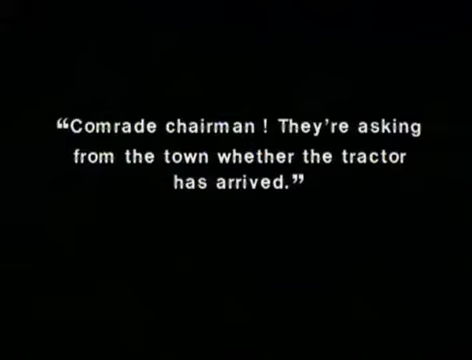 “Comrade chairman ! They’re asking
from the town whether the tractor
has arrived.”